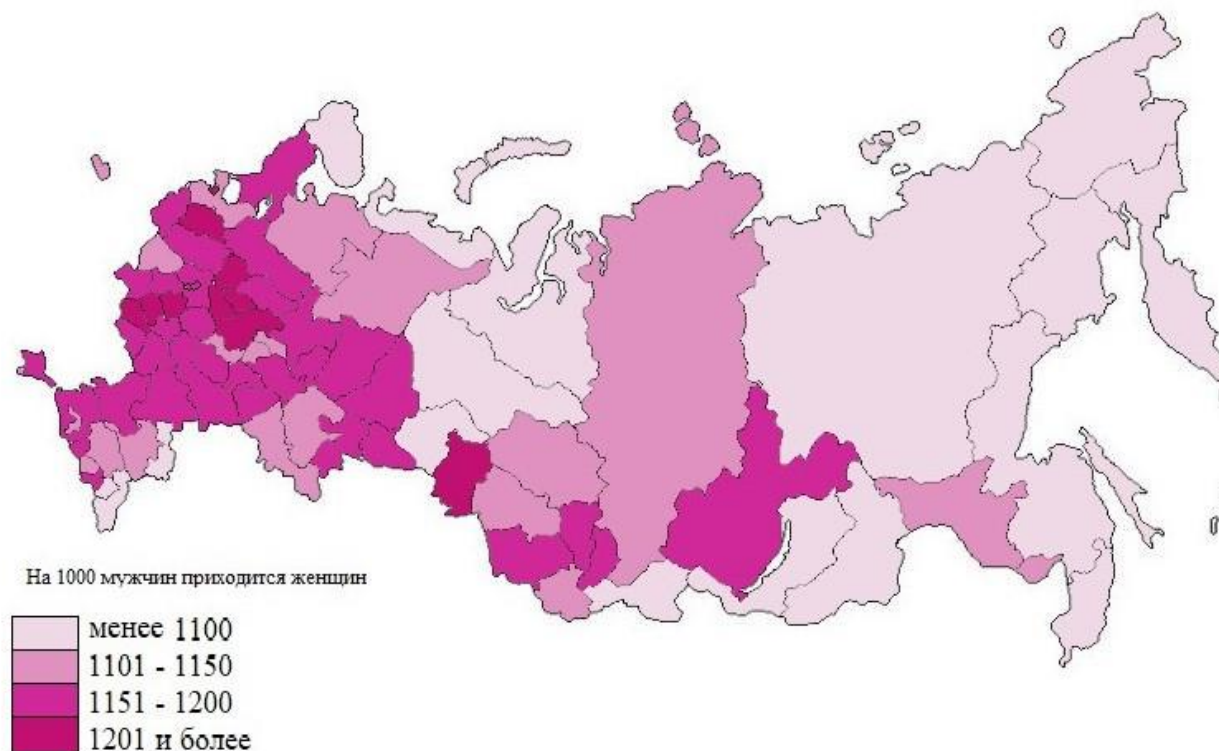 На 1000 мужчин приходится женщин
менее 1100
1101 - 1150
1151 - 1200
1201 и более